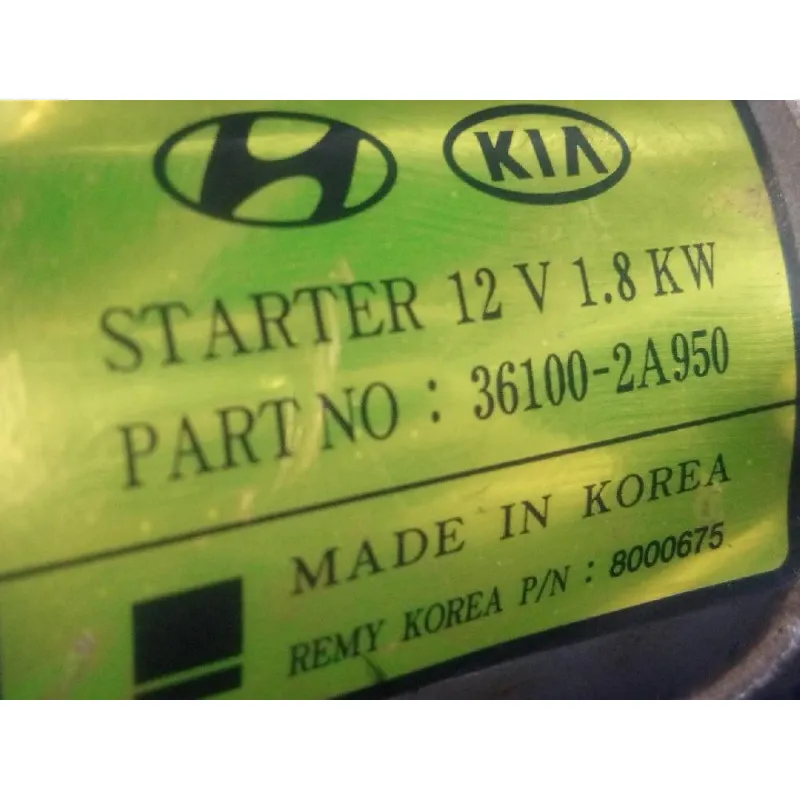 KIA
STARTER 12 V 1.8 KW
PART NO : 36100-2A950
MADE IN KOREA
REMY KOREA P/N : 8000675